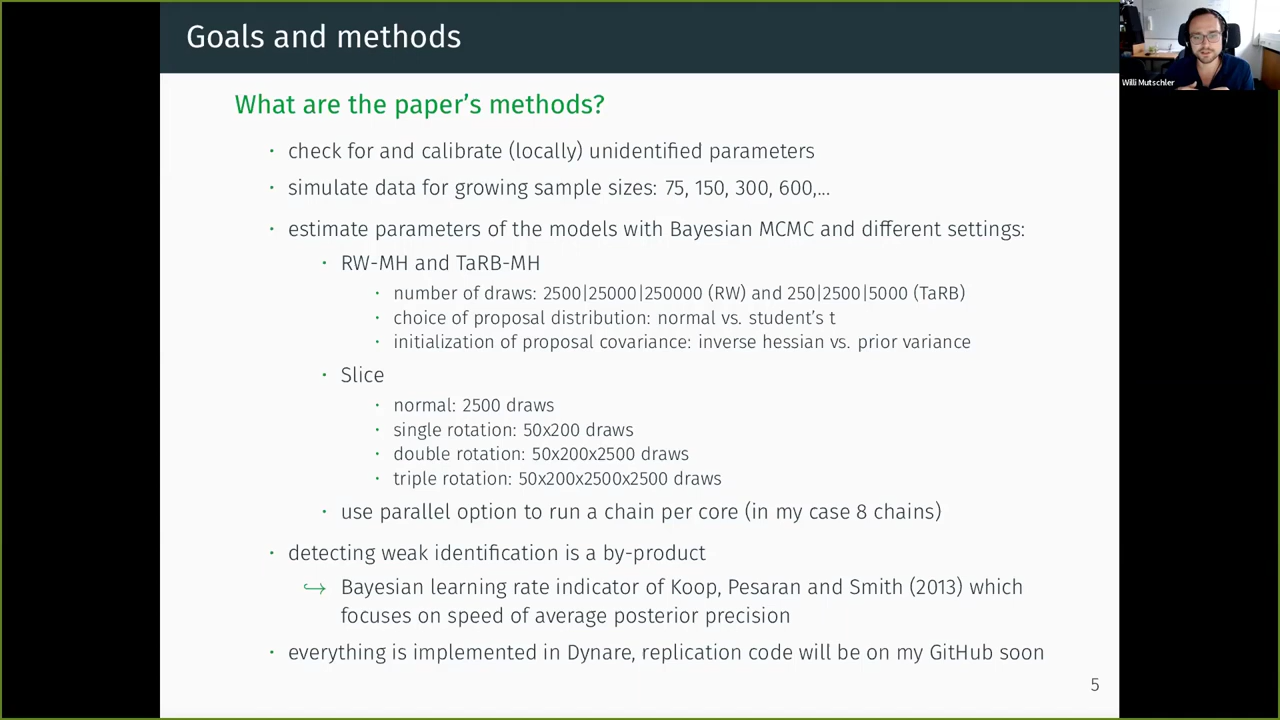 Goals and methods
Willi Mutschler
What are the paper's methods?
· check for and calibrate (locally) unidentified parameters
· simulate data for growing sample sizes: 75, 150, 300, 600,...
· estimate parameters of the models with Bayesian MCMC and different settings:
· RW-MH and TaRB-MH
· number of draws: 2500|25000|250000 (RW) and 250|2500|5000 (TaRB)
· choice of proposal distribution: normal vs. student's t
· initialization of proposal covariance: inverse hessian vs. prior variance
· Slice
· normal: 2500 draws
· single rotation: 50x200 draws
· double rotation: 50x200x2500 draws
· triple rotation: 50x200x2500x2500 draws
· use parallel option to run a chain per core (in my case 8 chains)
· detecting weak identification is a by-product
↪ Bayesian learning rate indicator of Koop, Pesaran and Smith (2013) which
focuses on speed of average posterior precision
· everything is implemented in Dynare, replication code will be on my GitHub soon
5